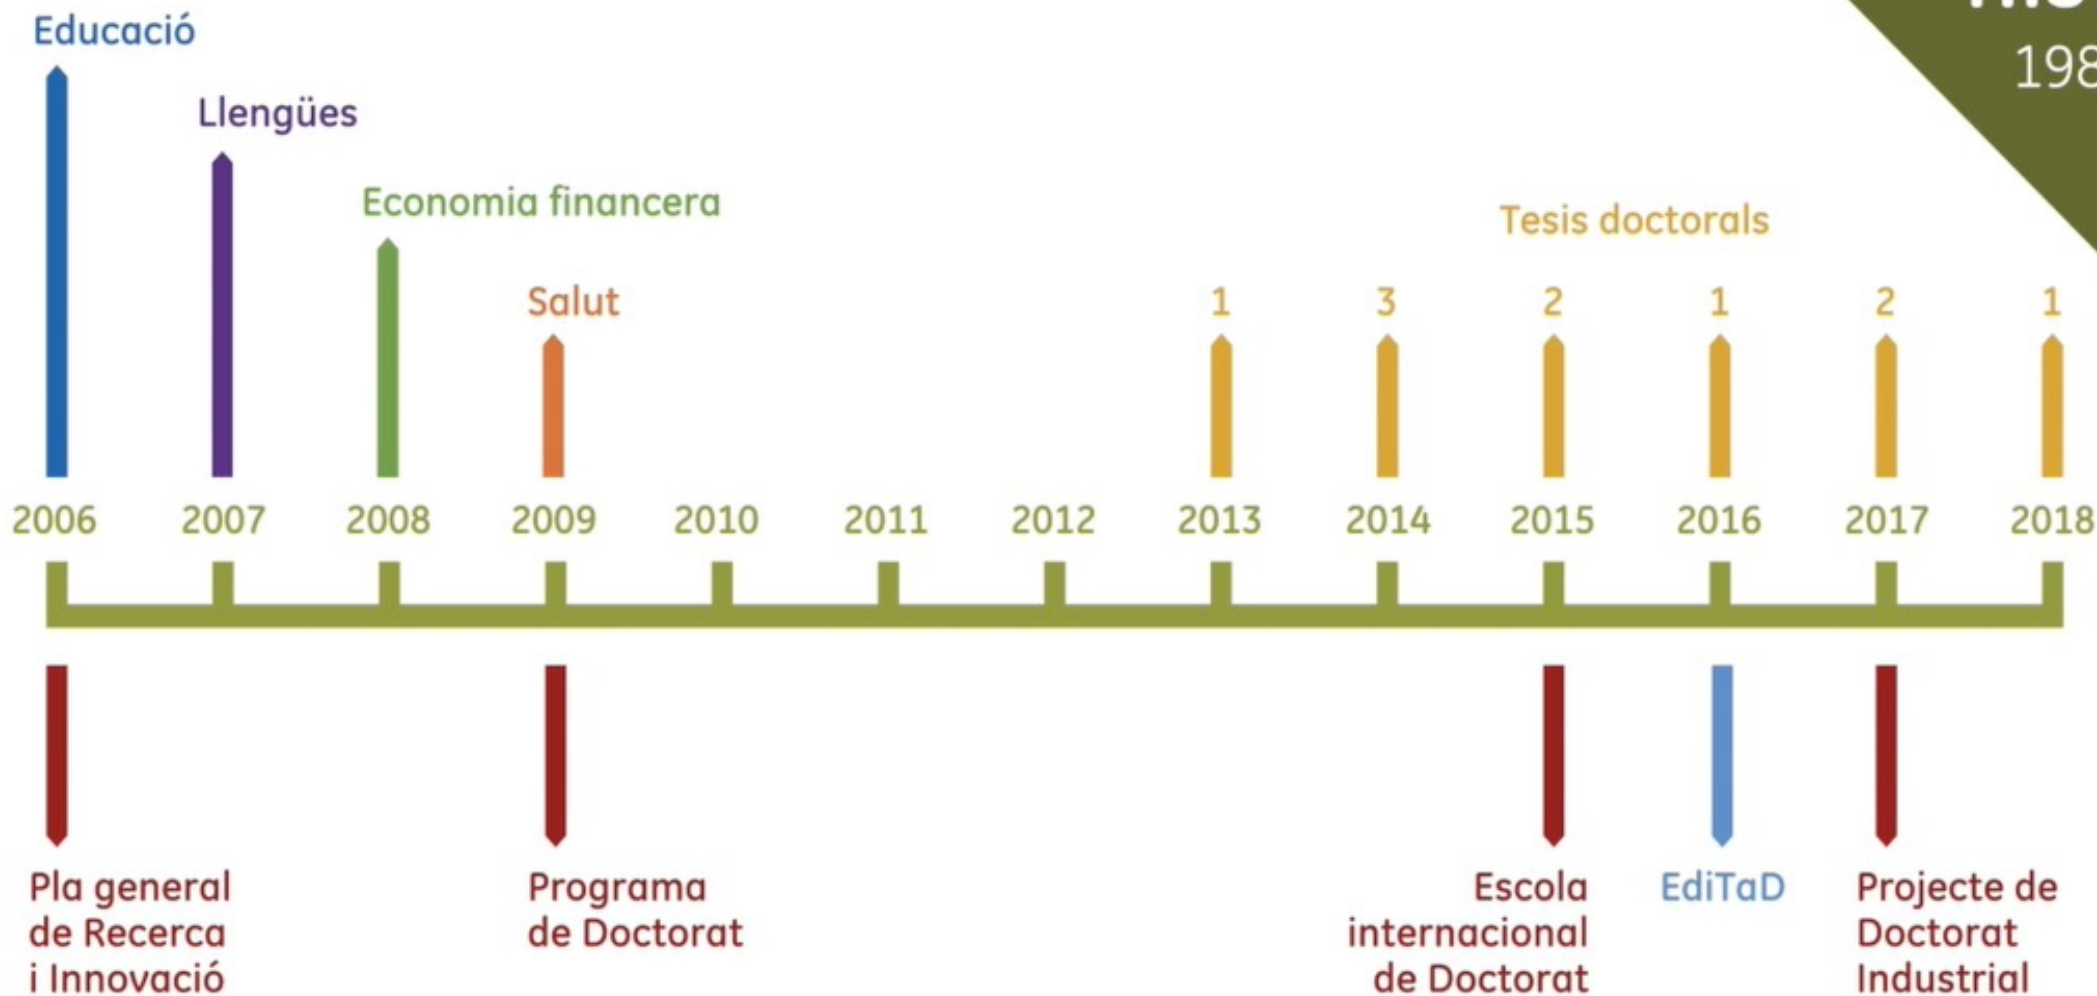 198
Educació
Llengües
Economia financera
Tesis doctorals
Salut
1 3 2 1 2 1
2006 2007 2008 2009 2010 2011 2012 2013 2014 2015 2016 2017 2018
Pla general
de Recerca
i Innovació
Programa
de Doctorat
Escola
internacional
de Doctorat
EdiTaD
Projecte de
Doctorat
Industrial